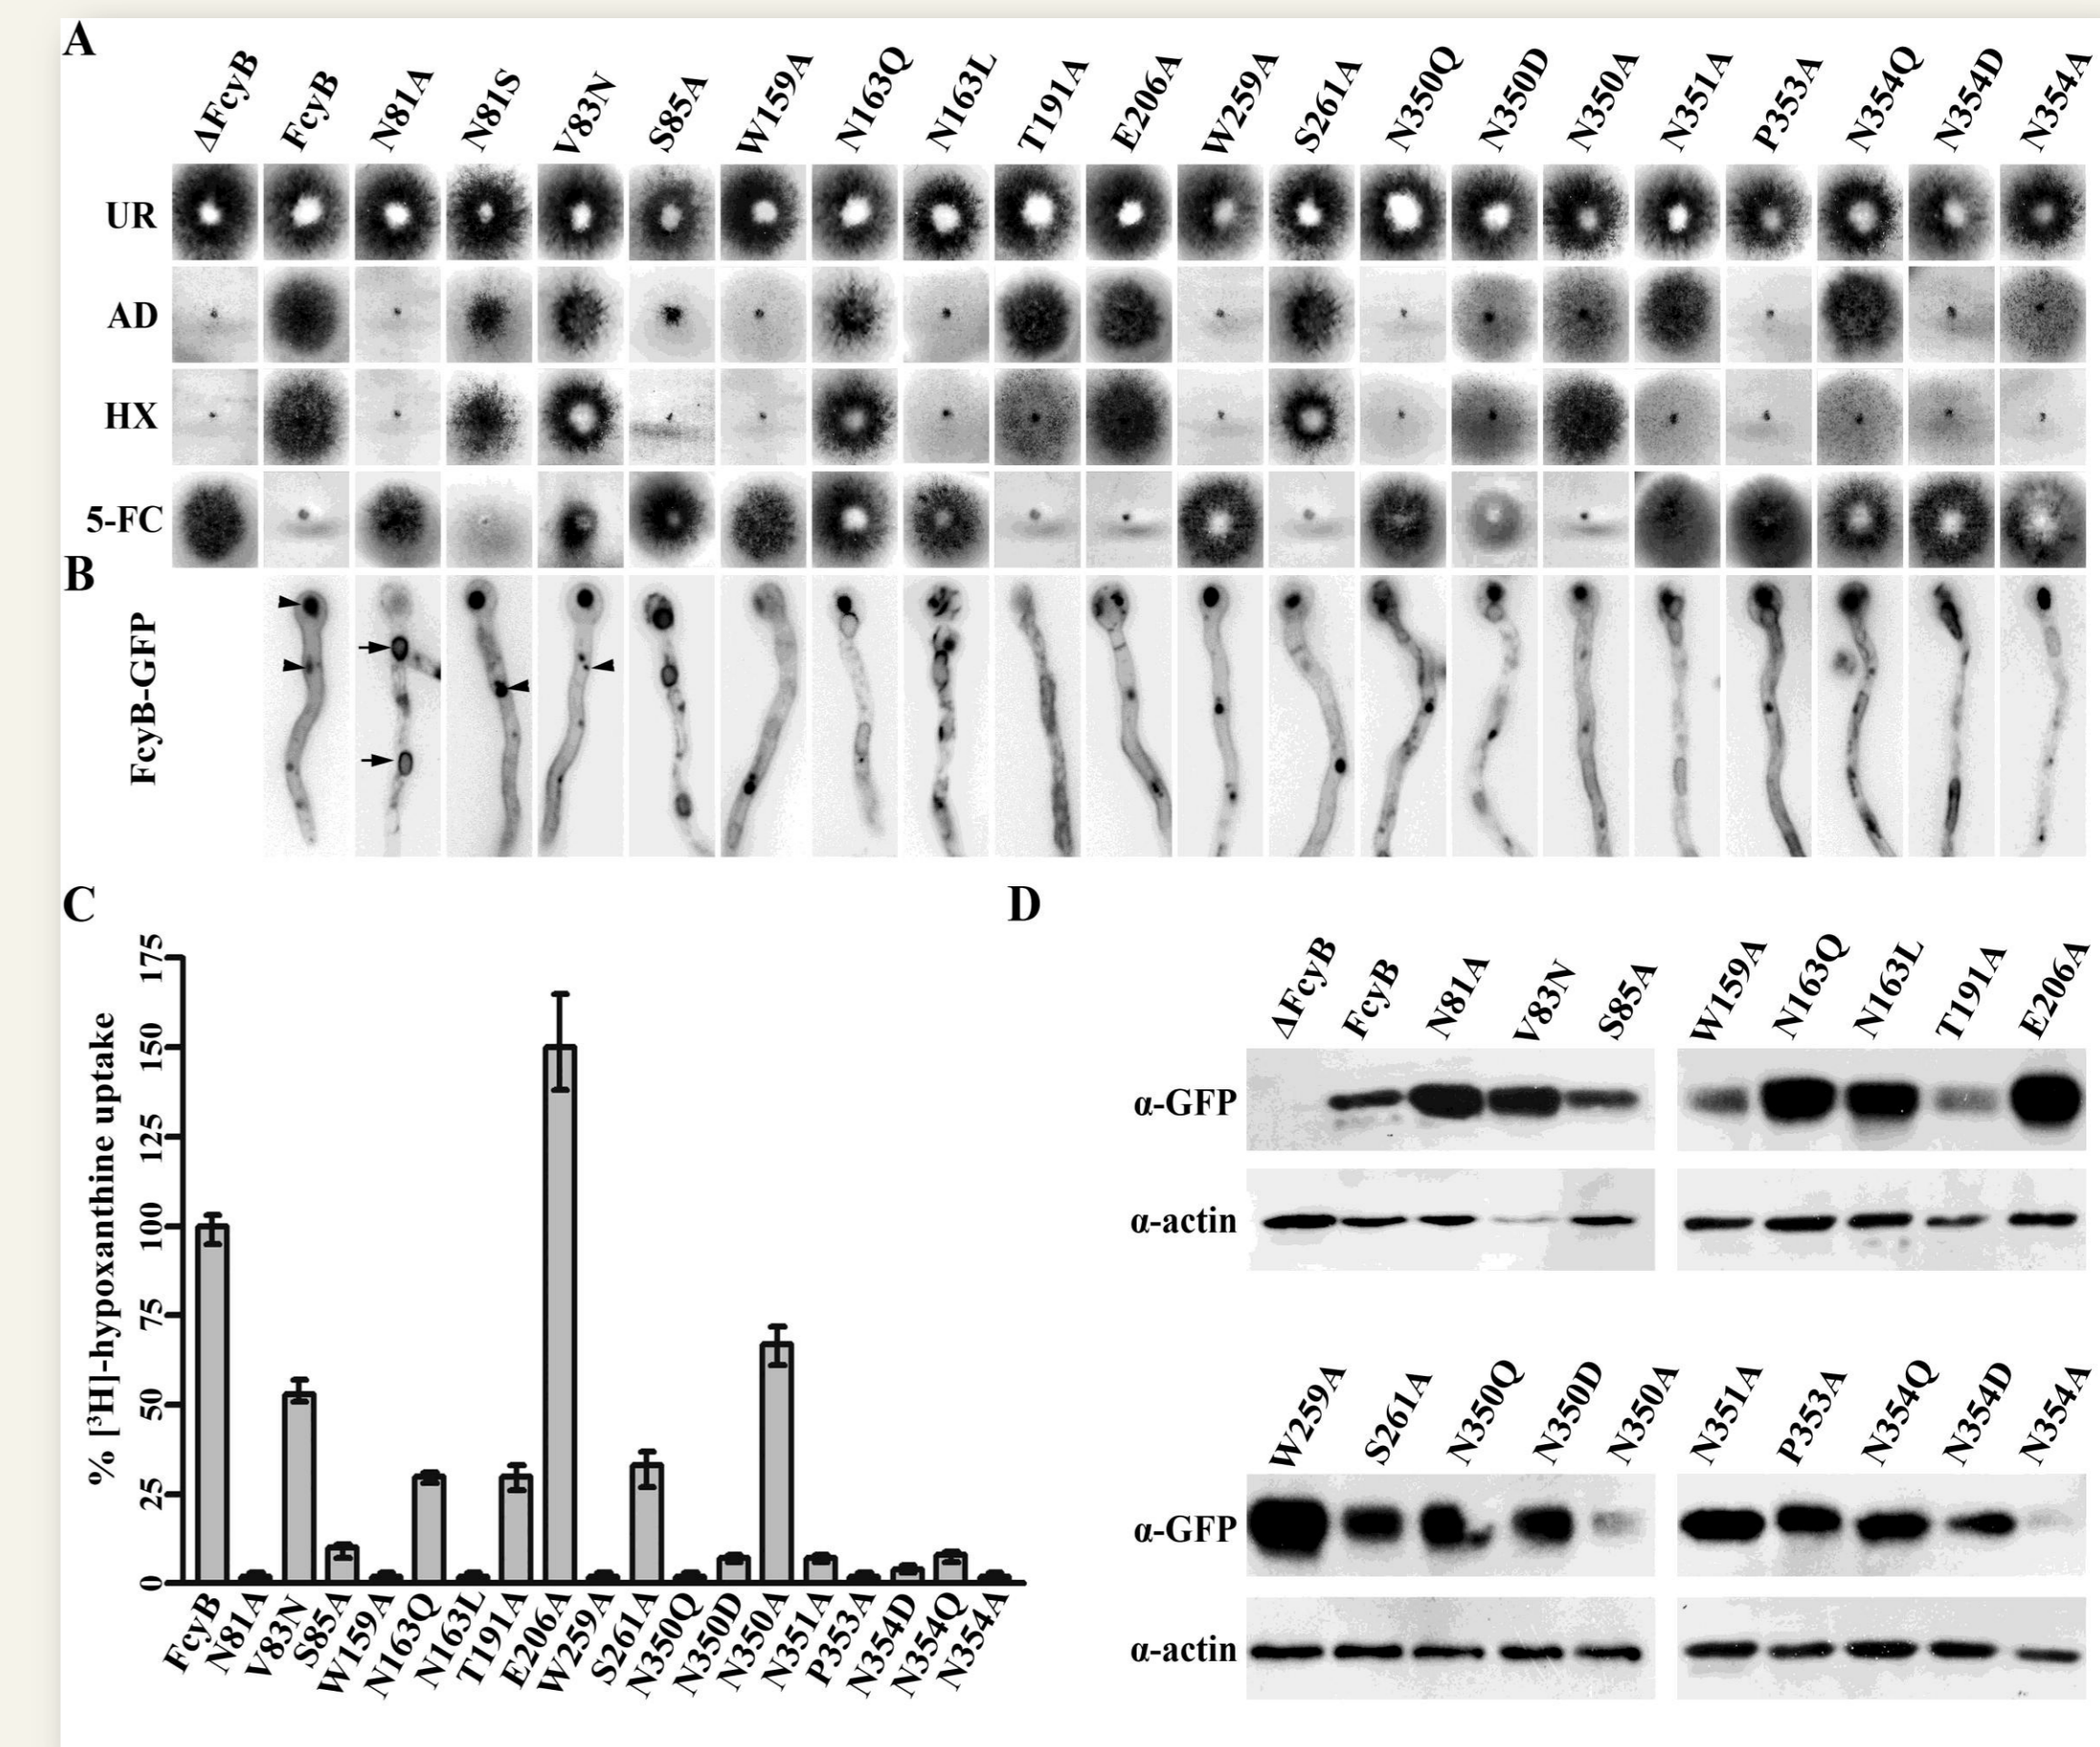 A
ΔFcyB FcyB N81A N81S V83N S85A W159A N163Q N163L T191A E206A W259A S261A N350Q N350D N350A N351A P353A N354Q N354D N354A
UR
AD
HX
5-FC
B
FcyB-GFP
C
% [³H]-hypoxanthine uptake
175
150
125
100
75
50
25
0
FcyB N81A V83N S85A W159A N163Q N163L T191A E206A W259A S261A N350Q N350D N350A N351A P353A N354D N354Q N354A
D
ΔFcyB FcyB N81A V83N S85A W159A N163Q N163L T191A E206A
α-GFP
α-actin
W259A S261A N350Q N350D N350A N351A P353A N354Q N354D N354A
α-GFP
α-actin